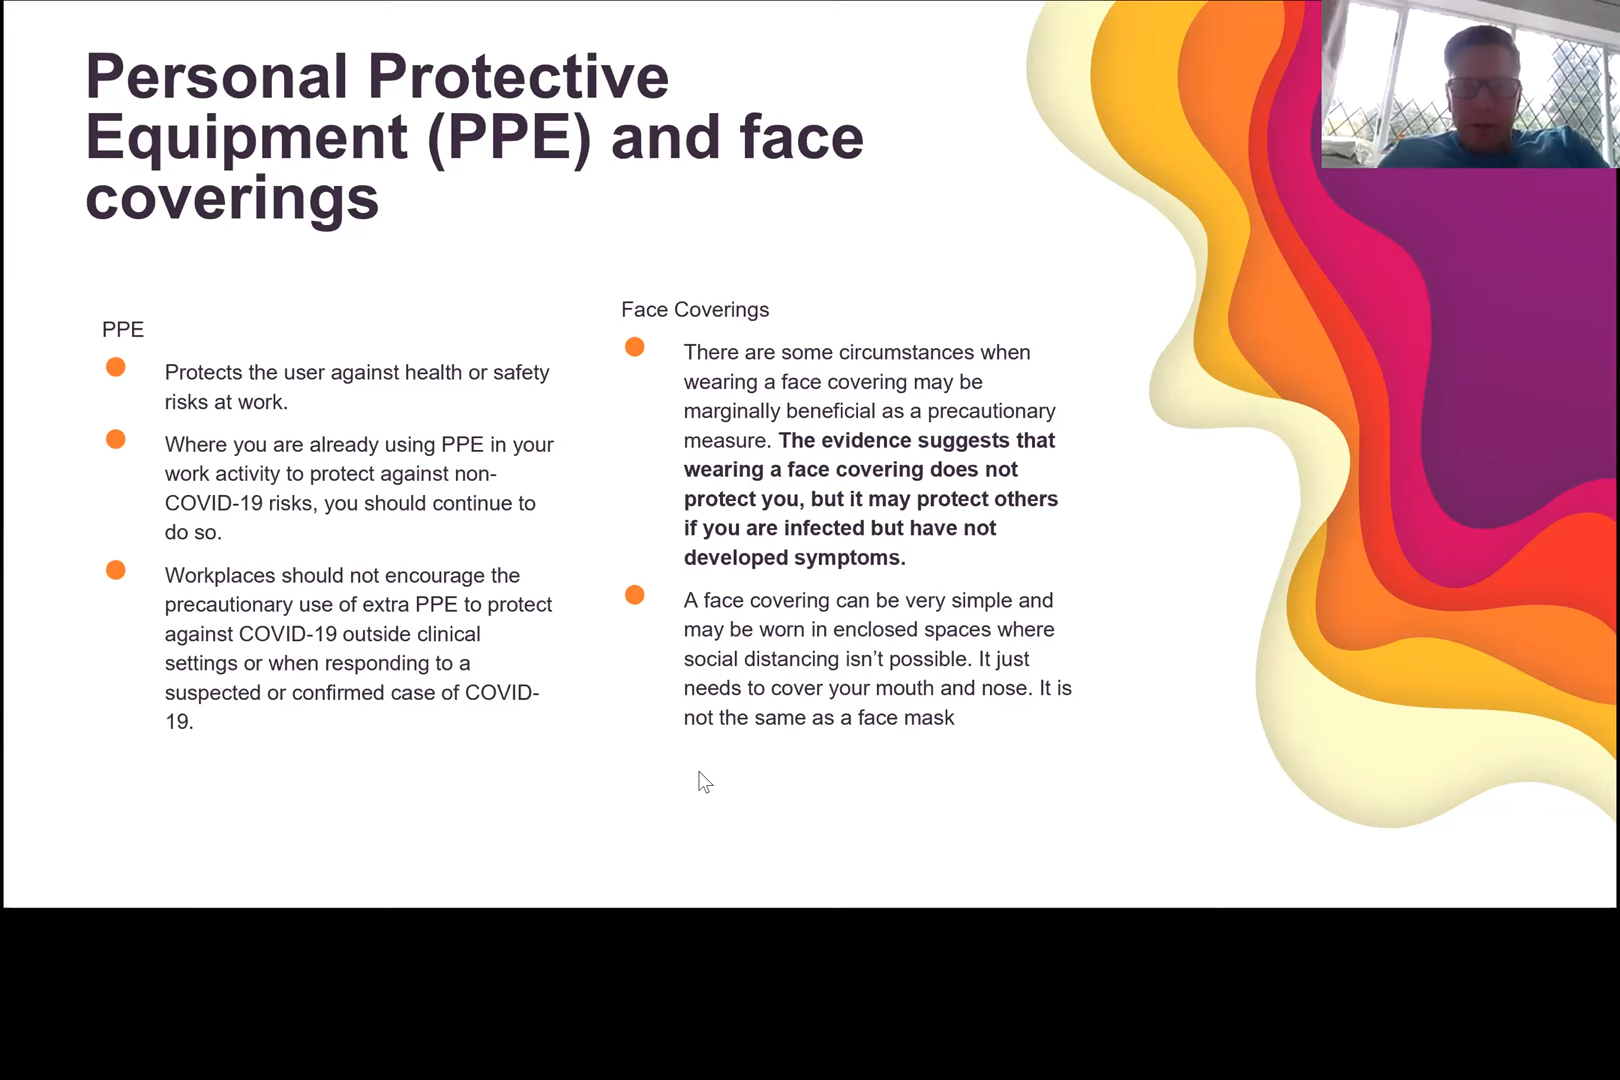 Personal Protective
Equipment (PPE) and face
coverings
PPE
Protects the user against health or safety
risks at work.
Where you are already using PPE in your
work activity to protect against non-
COVID-19 risks, you should continue to
do so.
Workplaces should not encourage the
precautionary use of extra PPE to protect
against COVID-19 outside clinical
settings or when responding to a
suspected or confirmed case of COVID-
19.
Face Coverings
There are some circumstances when
wearing a face covering may be
marginally beneficial as a precautionary
measure. The evidence suggests that
wearing a face covering does not
protect you, but it may protect others
if you are infected but have not
developed symptoms.
A face covering can be very simple and
may be worn in enclosed spaces where
social distancing isn’t possible. It just
needs to cover your mouth and nose. It is
not the same as a face mask